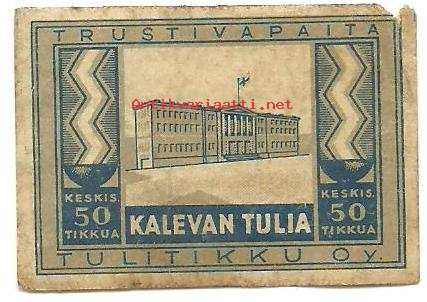 TRUSTIVAPAITA
Antikvariaatti.net
KESKIS.
50
TIKKUA
KALEVAN TULIA
KESKIS.
50
TIKKUA
TULITIKKU Oy.